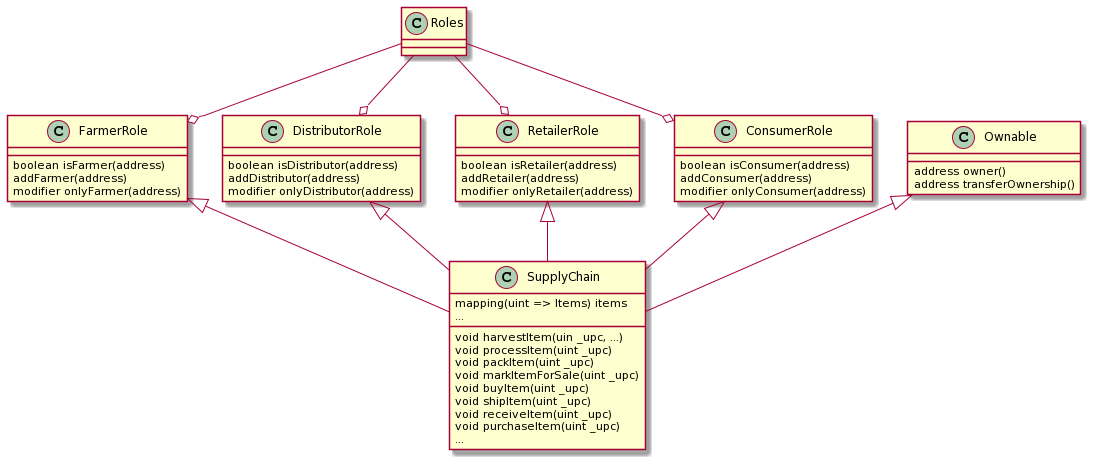 C Roles
C FarmerRole
boolean isFarmer(address)
addFarmer(address)
modifier onlyFarmer(address)
C DistributorRole
boolean isDistributor(address)
addDistributor(address)
modifier onlyDistributor(address)
C RetailerRole
boolean isRetailer(address)
addRetailer(address)
modifier onlyRetailer(address)
C ConsumerRole
boolean isConsumer(address)
addConsumer(address)
modifier onlyConsumer(address)
C Ownable
address owner()
address transferOwnership()
C SupplyChain
mapping(uint => Items) items
...
void harvestItem(uin _upc, ...)
void processItem(uint _upc)
void packItem(uint _upc)
void markItemForSale(uint _upc)
void buyItem(uint _upc)
void shipItem(uint _upc)
void receiveItem(uint _upc)
void purchaseItem(uint _upc)
...